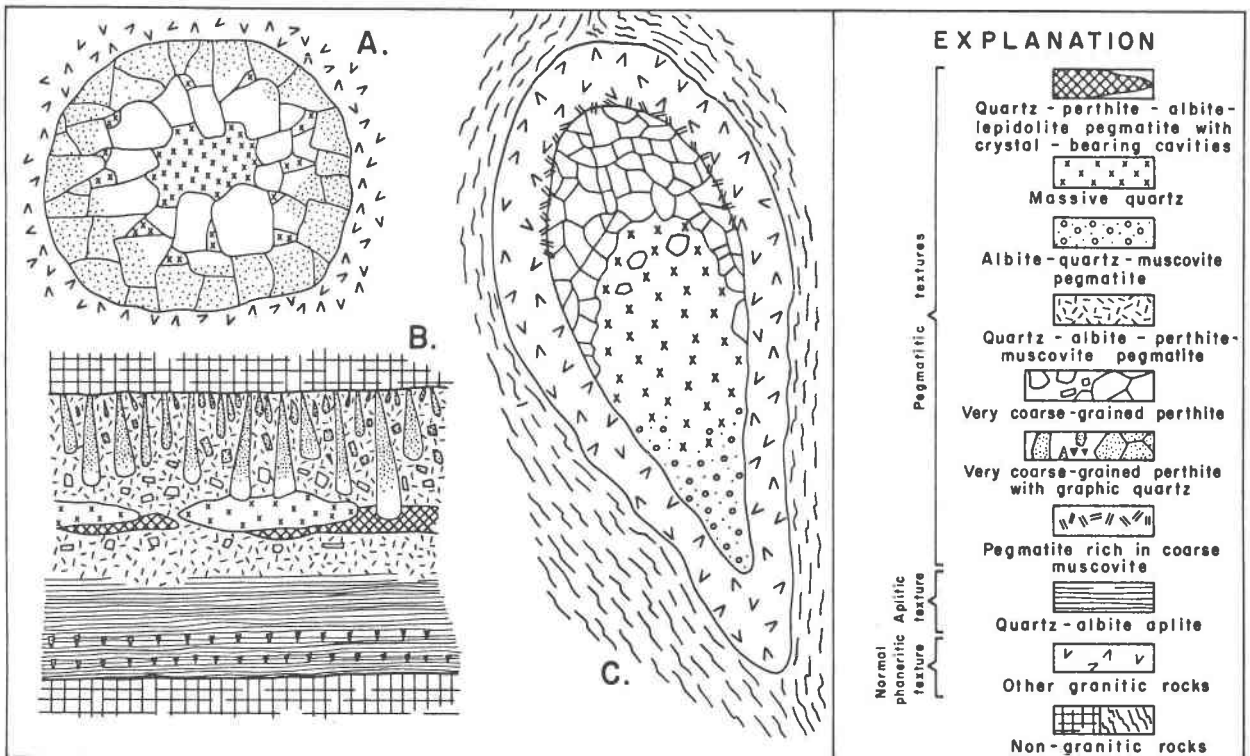 A.
B.
C.
EXPLANATION
Quartz - perthite - albite-
lepidolite pegmatite with
crystal - bearing cavities
Massive quartz
Albite-quartz-muscovite
pegmatite
Quartz - albite - perthite-
muscovite pegmatite
Very coarse-grained perthite
Very coarse-grained perthite
with graphic quartz
Pegmatite rich in coarse
muscovite
Quartz-albite aplite
Other granitic rocks
Non-granitic rocks
Pegmatitic textures
Aplitic
texture
Normal
phaneritic
texture